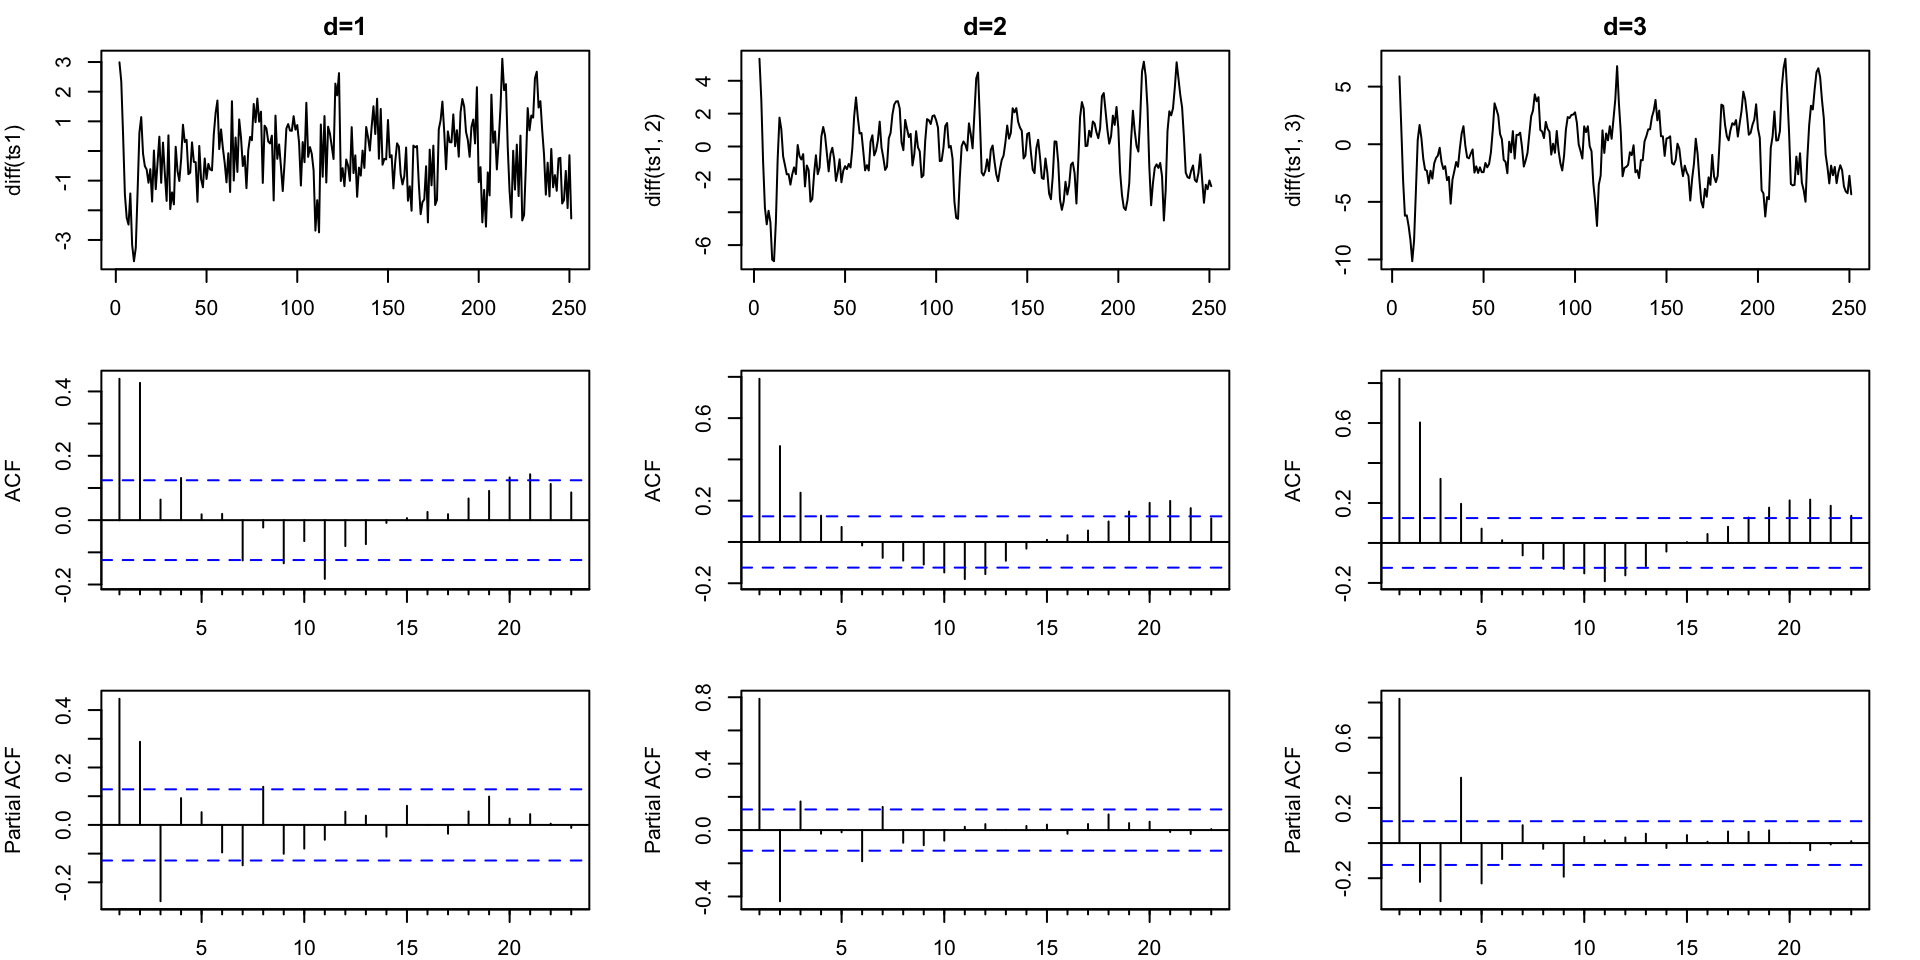 d=1 d=2 d=3
diff(ts1) 3 2 1 -1 -3
0 50 100 150 200 250
diff(ts1, 2) 4 2 0 -2 -6
0 50 100 150 200 250
diff(ts1, 3) 5 0 -5 -10
0 50 100 150 200 250
ACF 0.4 0.2 0.0 -0.2
5 10 15 20
ACF 0.6 0.2 -0.2
5 10 15 20
ACF 0.6 0.2 -0.2
5 10 15 20
Partial ACF 0.4 0.2 0.0 -0.2
5 10 15 20
Partial ACF 0.8 0.4 0.0 -0.4
5 10 15 20
Partial ACF 0.6 0.2 -0.2
5 10 15 20